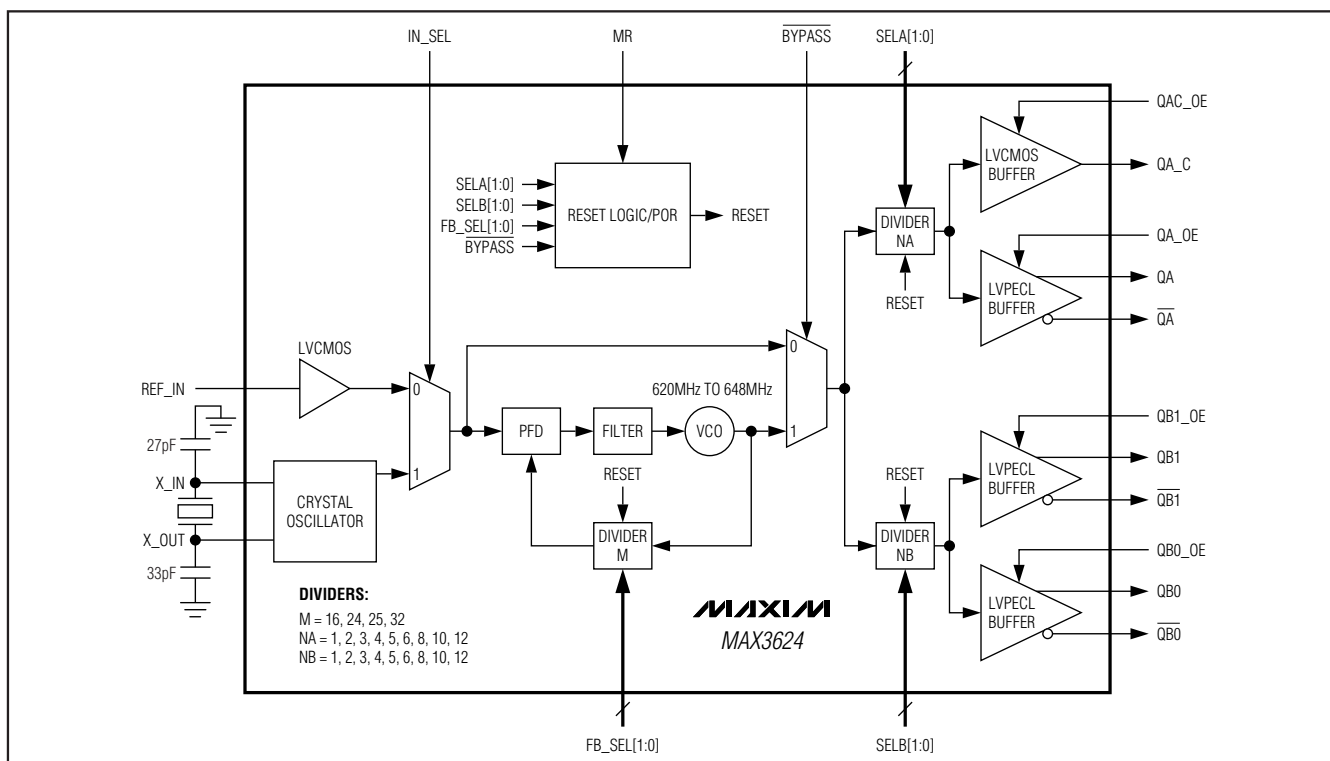 IN_SEL
MR
BYPASS
SELA[1:0]
QAC_OE
LVCMOS
BUFFER
QA_C
SELA[1:0]
SELB[1:0]
FB_SEL[1:0]
BYPASS
RESET LOGIC/POR
RESET
DIVIDER
NA
RESET
QA_OE
LVPECL
BUFFER
QA
QA
LVCMOS
REF_IN
0
1
27pF
X_IN
X_OUT
33pF
CRYSTAL
OSCILLATOR
PFD
FILTER
620MHz TO 648MHz
VCO
0
1
RESET
DIVIDER
M
RESET
DIVIDER
NB
QB1_OE
LVPECL
BUFFER
QB1
QB1
QB0_OE
LVPECL
BUFFER
QB0
QB0
DIVIDERS:
M = 16, 24, 25, 32
NA = 1, 2, 3, 4, 5, 6, 8, 10, 12
NB = 1, 2, 3, 4, 5, 6, 8, 10, 12
MAXIM
MAX3624
FB_SEL[1:0]
SELB[1:0]